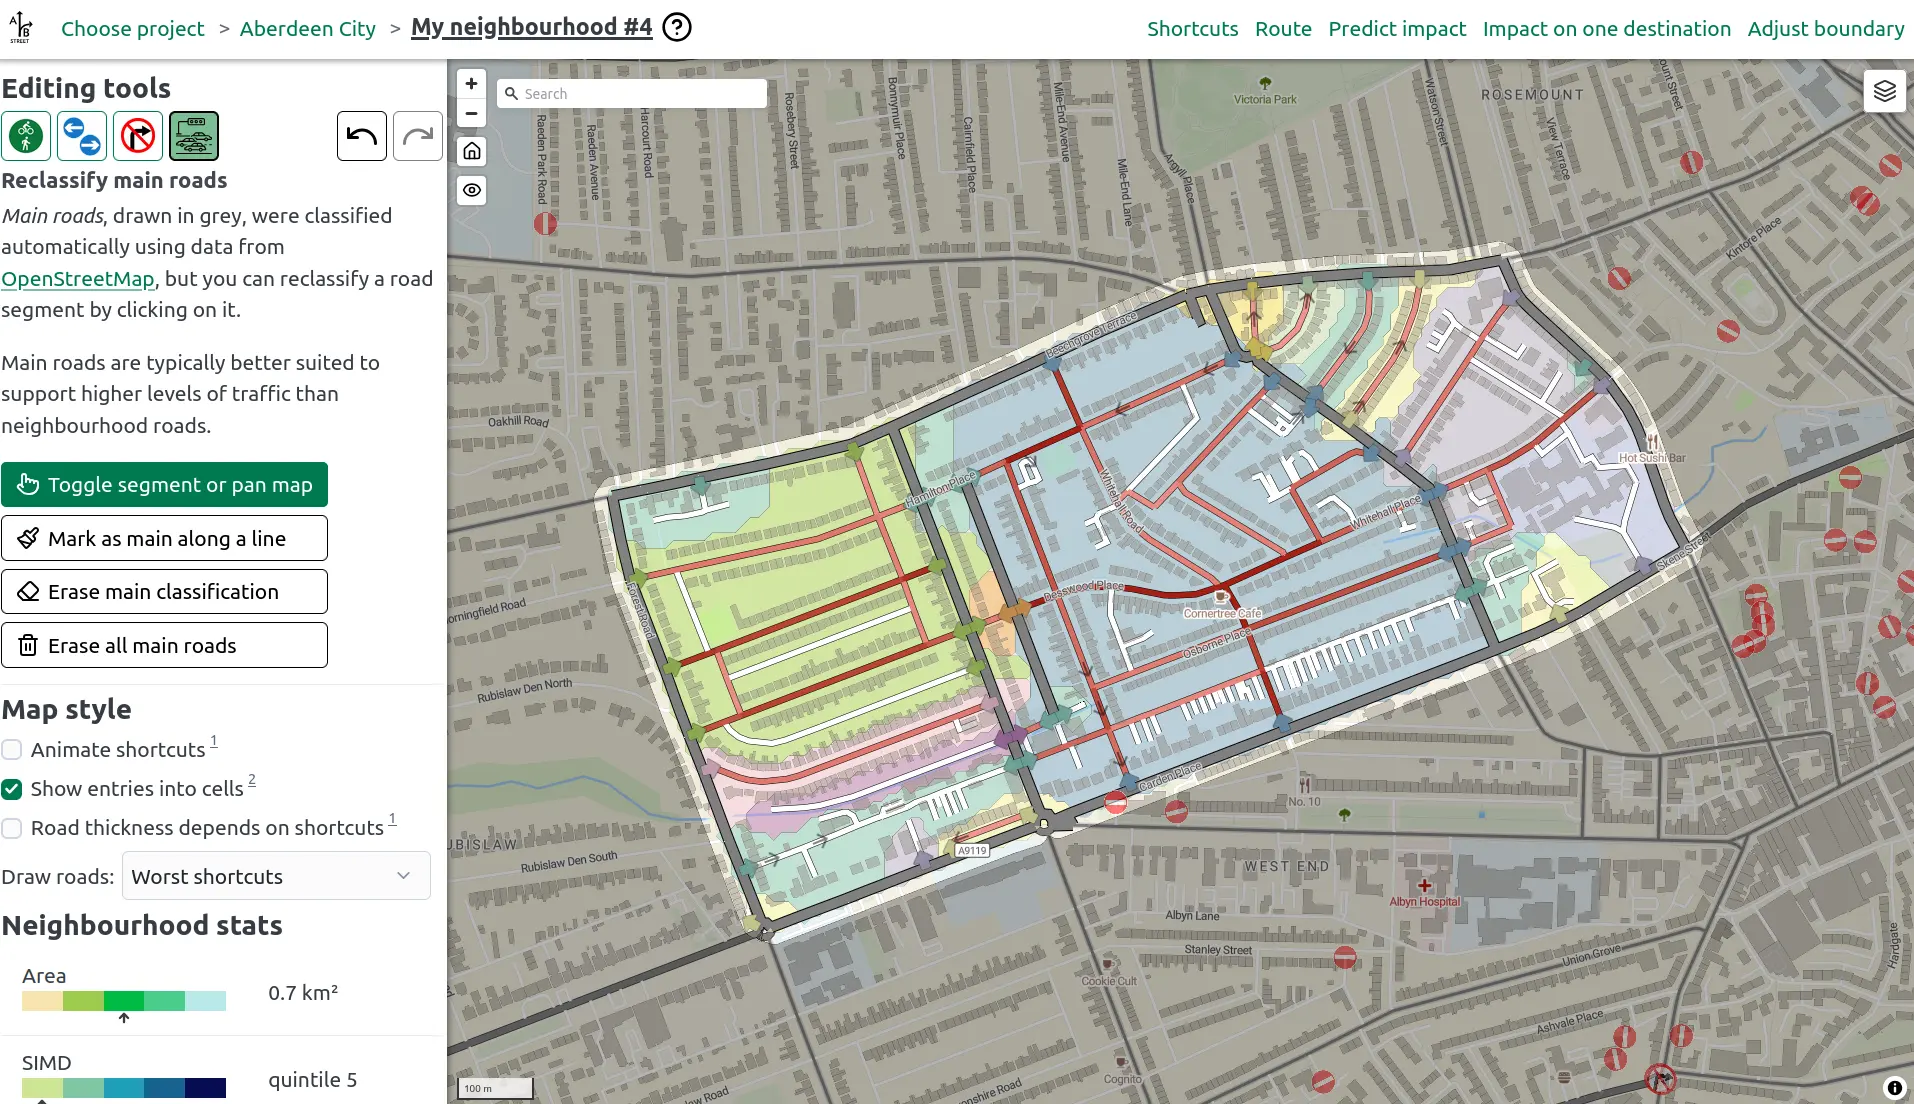 A
B
STREET
Choose project > Aberdeen City > My neighbourhood #4 ?
Shortcuts Route Predict impact Impact on one destination Adjust boundary
Editing tools
Reclassify main roads
Main roads, drawn in grey, were classified
automatically using data from
OpenStreetMap, but you can reclassify a road
segment by clicking on it.
Main roads are typically better suited to
support higher levels of traffic than
neighbourhood roads.
Toggle segment or pan map
Mark as main along a line
Erase main classification
Erase all main roads
Map style
Animate shortcuts 1
Show entries into cells 2
Road thickness depends on shortcuts 1
Draw roads: Worst shortcuts
Neighbourhood stats
Area
0.7 km²
SIMD
quintile 5
+
−
Search
Raeden Park Road
Raeden Avenue
Harcourt Road
Rosebery Street
Bonnymuir Place
Cairnfield Place
Mile-End Avenue
Mile-End Lane
Argyll Place
Victoria Park
Watson Street
ROSEMOUNT
View Terrace
Kintore Place
Oakhill Road
Beechgrove Terrace
Hamilton Place
Whitehall Road
Whitehall Place
Hot Sushi Bar
Skene Street
Forest Road
Desswood Place
Cornertree Cafe
Osborne Place
Rubislaw Den North
Carden Place
No. 10
A9119
Rubislaw Den South
WEST END
Albyn Hospital
Albyn Lane
Stanley Street
Union Grove
Hardgate
Cookie Cult
Ashvale Place
Cognito
100 m